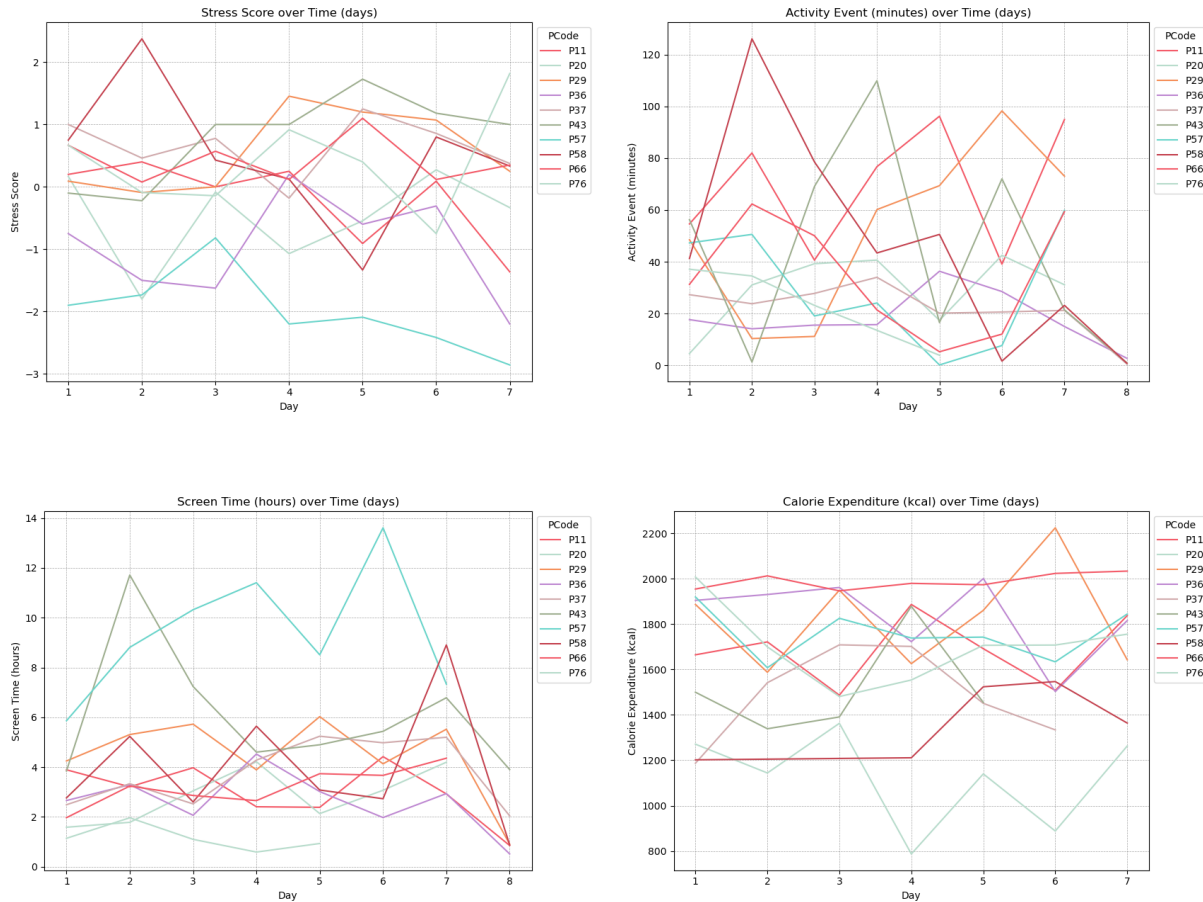 Stress Score over Time (days)
Stress Score
2
1
0
−1
−2
−3
1 2 3 4 5 6 7
Day
PCode
P11
P20
P29
P36
P37
P43
P57
P58
P66
P76
Activity Event (minutes) over Time (days)
Activity Event (minutes)
120
100
80
60
40
20
0
1 2 3 4 5 6 7 8
Day
PCode
P11
P20
P29
P36
P37
P43
P57
P58
P66
P76
Screen Time (hours) over Time (days)
Screen Time (hours)
14
12
10
8
6
4
2
0
1 2 3 4 5 6 7 8
Day
PCode
P11
P20
P29
P36
P37
P43
P57
P58
P66
P76
Calorie Expenditure (kcal) over Time (days)
Calorie Expenditure (kcal)
2200
2000
1800
1600
1400
1200
1000
800
1 2 3 4 5 6 7
Day
PCode
P11
P20
P29
P36
P37
P43
P57
P58
P66
P76